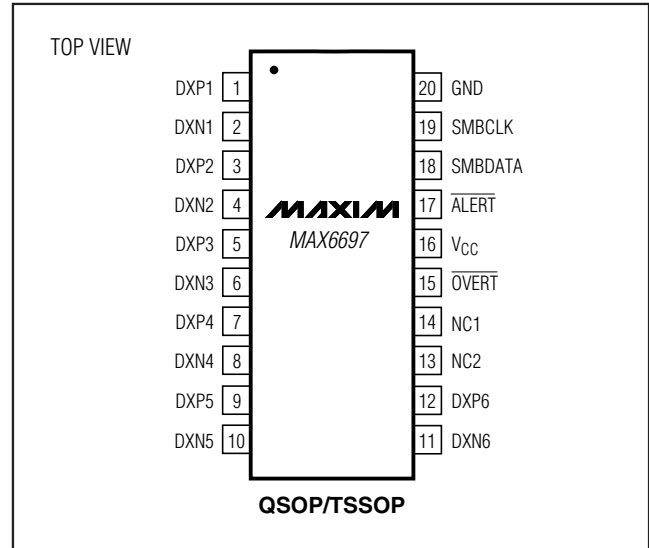 TOP VIEW
DXP1 1 20 GND
DXN1 2 19 SMBCLK
DXP2 3 18 SMBDATA
DXN2 4 MAXIM 17 ALERT
DXP3 5 MAX6697 16 VCC
DXN3 6 15 OVERT
DXP4 7 14 NC1
DXN4 8 13 NC2
DXP5 9 12 DXP6
DXN5 10 11 DXN6
QSOP/TSSOP